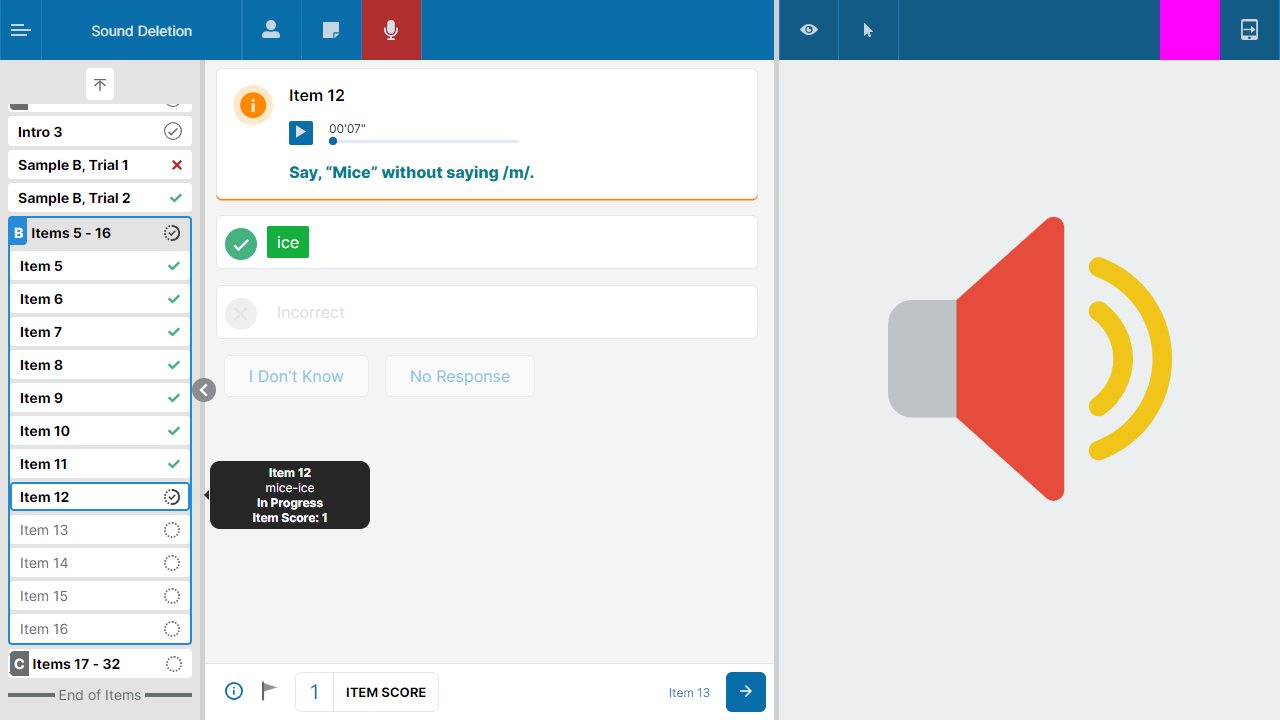 Sound Deletion
Intro 3
Sample B, Trial 1
Sample B, Trial 2
B Items 5 - 16
Item 5
Item 6
Item 7
Item 8
Item 9
Item 10
Item 11
Item 12
Item 13
Item 14
Item 15
Item 16
C Items 17 - 32
End of Items
Item 12
00'07"
Say, “Mice” without saying /m/.
ice
Incorrect
I Don’t Know
No Response
Item 12
mice-ice
In Progress
Item Score: 1
1 ITEM SCORE
Item 13